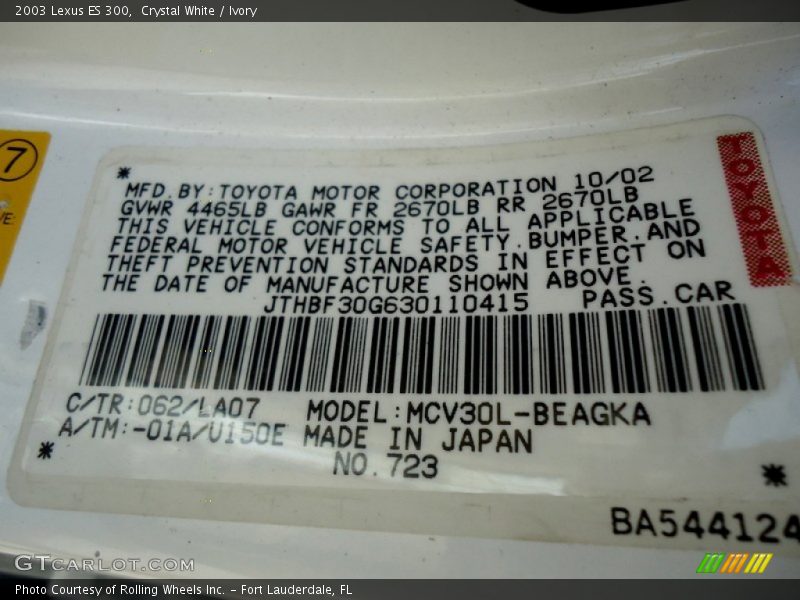 2003 Lexus ES 300, Crystal White / Ivory
7
VE:
TOYOTA
MFD.BY:TOYOTA MOTOR CORPORATION 10/02
GVWR 4465LB GAWR FR 2670LB RR 2670LB
THIS VEHICLE CONFORMS TO ALL APPLICABLE
FEDERAL MOTOR VEHICLE SAFETY,BUMPER,AND
THEFT PREVENTION STANDARDS IN EFFECT ON
THE DATE OF MANUFACTURE SHOWN ABOVE.
JTHBF30G630110415 PASS.CAR
C/TR:062/LA07 MODEL:MCV30L-BEAGKA
A/TM:-01A/U150E MADE IN JAPAN
NO.723
BA544124
GTCARLOT.COM
Photo Courtesy of Rolling Wheels Inc. - Fort Lauderdale, FL